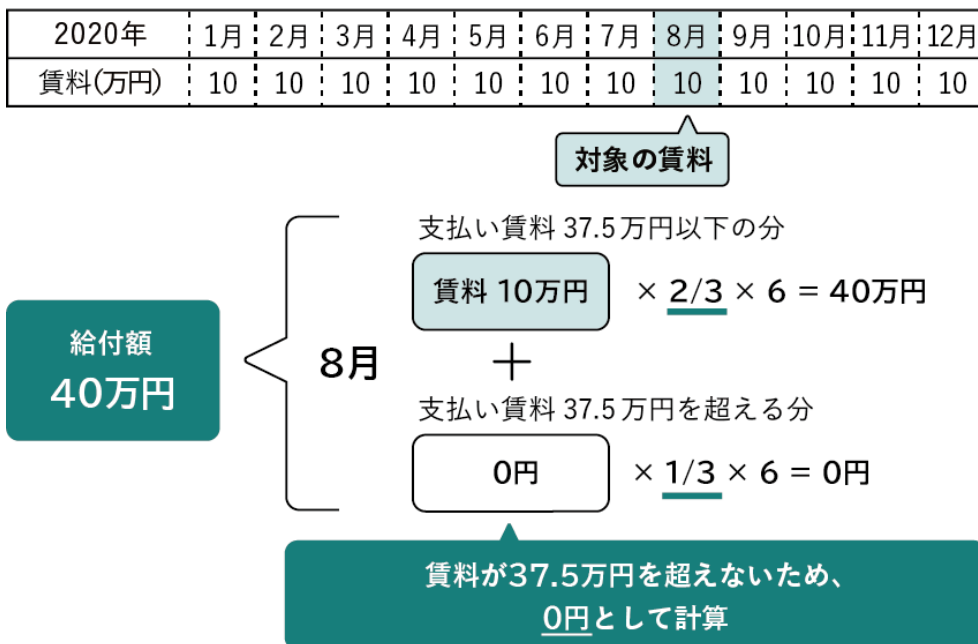 2020年 1月 2月 3月 4月 5月 6月 7月 8月 9月 10月 11月 12月
賃料(万円) 10 10 10 10 10 10 10 10 10 10 10 10
対象の賃料
支払い賃料 37.5万円以下の分
賃料 10万円 × 2/3 × 6 = 40万円
給付額
40万円
8月
＋
支払い賃料 37.5万円を超える分
0円 × 1/3 × 6 = 0円
賃料が37.5万円を超えないため、
0円として計算